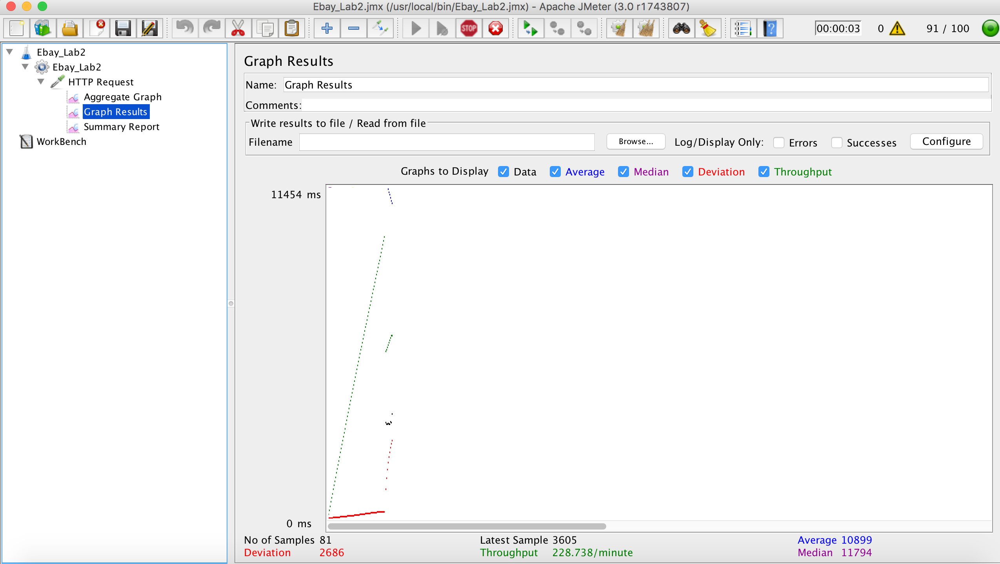 Ebay_Lab2.jmx (/usr/local/bin/Ebay_Lab2.jmx) - Apache JMeter (3.0 r1743807)
STOP
00:00:03 0 91 / 100
Ebay_Lab2
Ebay_Lab2
HTTP Request
Aggregate Graph
Graph Results
Summary Report
WorkBench
Graph Results
Name: Graph Results
Comments:
Write results to file / Read from file
Filename Browse... Log/Display Only: Errors Successes Configure
Graphs to Display Data Average Median Deviation Throughput
11454 ms
0 ms
No of Samples 81 Latest Sample 3605 Average 10899
Deviation 2686 Throughput 228.738/minute Median 11794